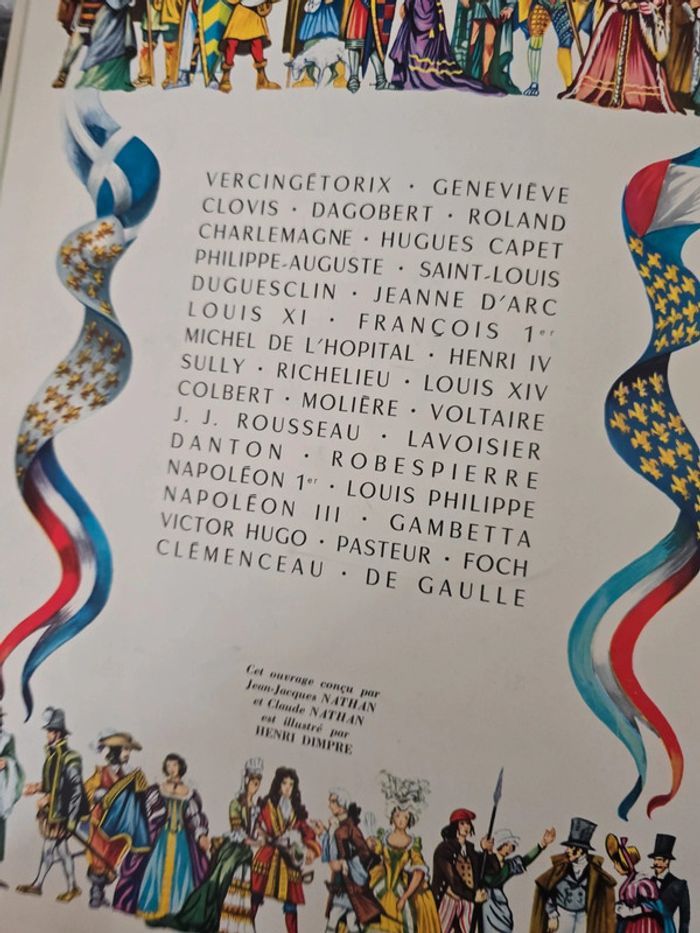 VERCINGÉTORIX · GENEVIÈVE
CLOVIS · DAGOBERT · ROLAND
CHARLEMAGNE · HUGUES CAPET
PHILIPPE-AUGUSTE · SAINT-LOUIS
DUGUESCLIN · JEANNE D'ARC
LOUIS XI · FRANÇOIS 1er
MICHEL DE L'HOPITAL · HENRI IV
SULLY · RICHELIEU · LOUIS XIV
COLBERT · MOLIÈRE · VOLTAIRE
J. J. ROUSSEAU · LAVOISIER
DANTON · ROBESPIERRE
NAPOLÉON 1er · LOUIS PHILIPPE
NAPOLÉON III · GAMBETTA
VICTOR HUGO · PASTEUR · FOCH
CLÉMENCEAU · DE GAULLE
Cet ouvrage conçu par
Jean-Jacques NATHAN
et Claude NATHAN
est illustré par
HENRI DIMPRE